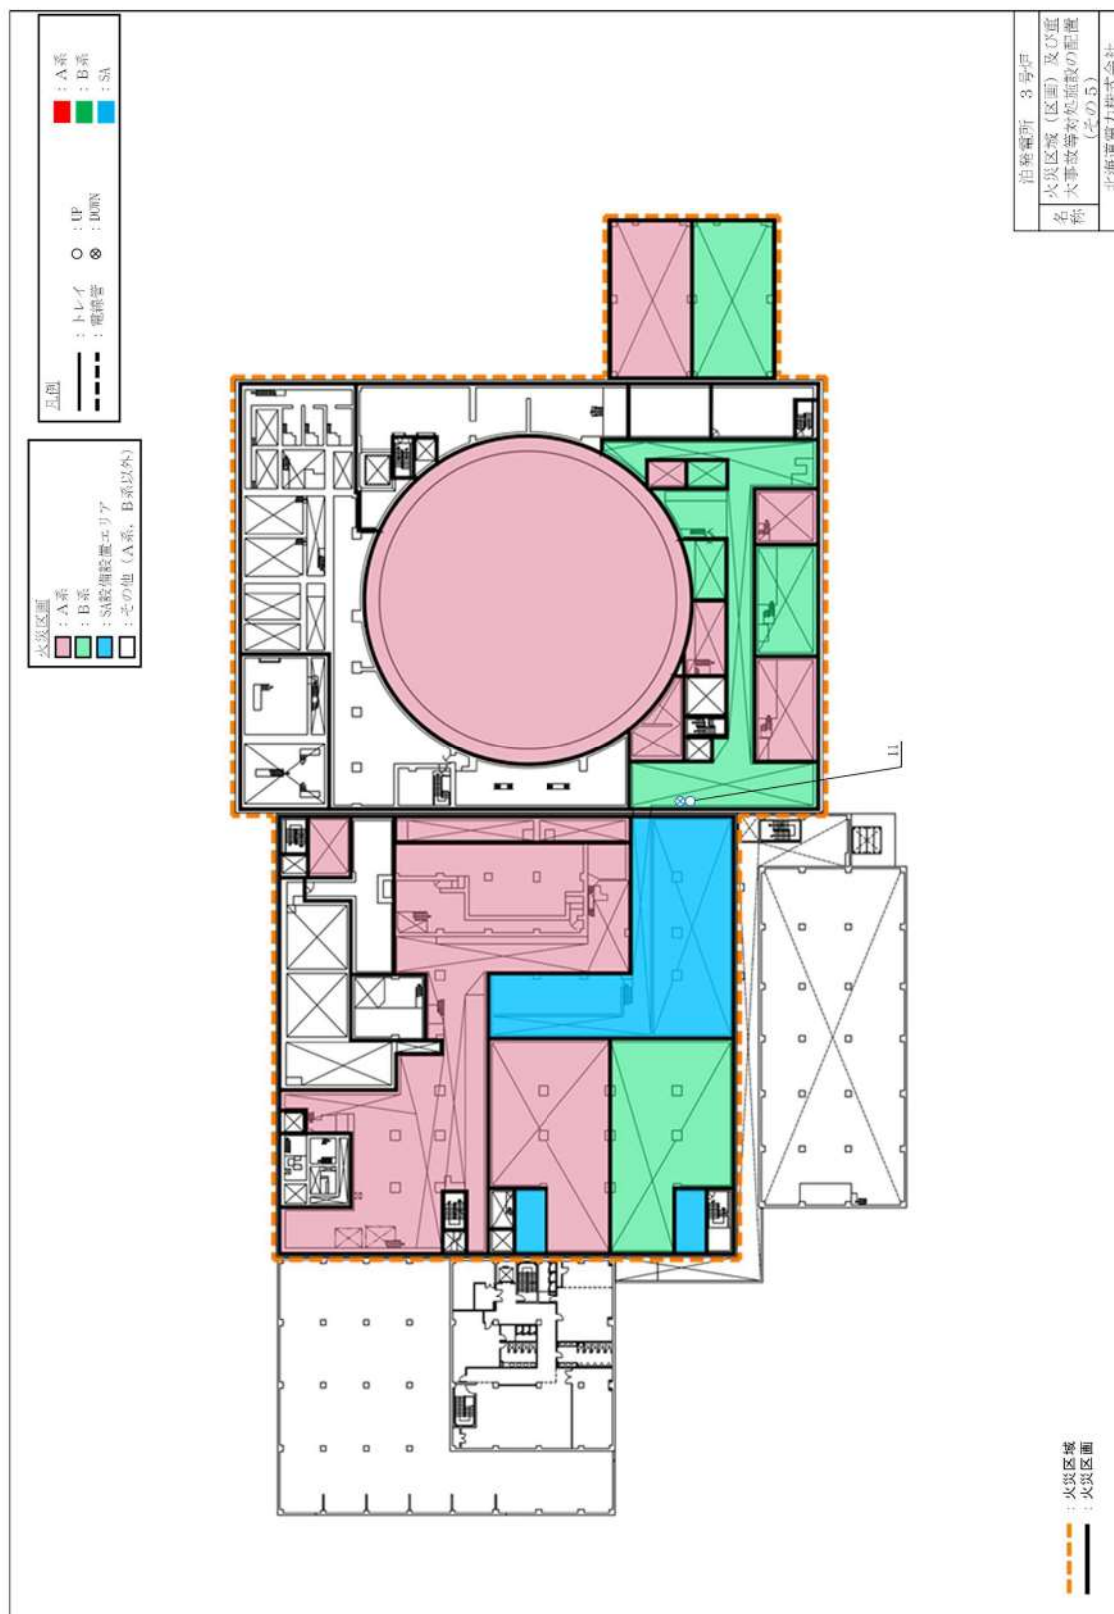 凡例
：トレイ ○：UP ：A系
：電線管 ⊗：DOWN ：B系
：SA
火災区画
：A系
：B系
：SA設備設置エリア
：その他（A系，B系以外）
11
：火災区域
：火災区画
泊発電所 3号炉
名称
火災区域（区画）及び重
大事故等対処施設の配置
（その5）
北海道電力株式会社